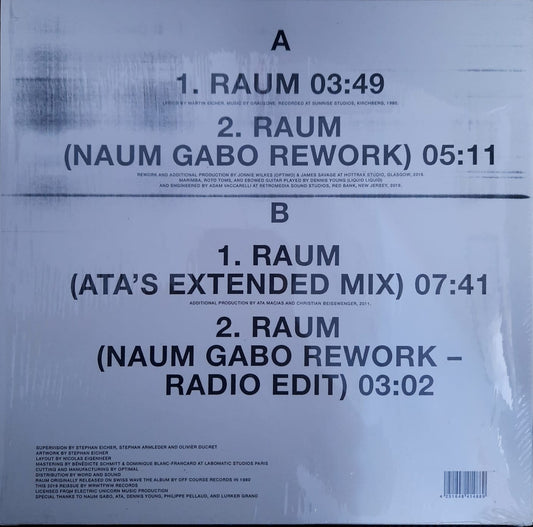 A
1. RAUM 03:49
LYRICS BY MARTIN EICHER. MUSIC BY GRAUZONE. RECORDED AT SUNRISE STUDIOS, KIRCHBERG, 1980.
2. RAUM
(NAUM GABO REWORK) 05:11
REWORK AND ADDITIONAL PRODUCTION BY JONNIE WILKES (OPTIMO) & JAMES SAVAGE AT HOTTRAX STUDIO, GLASGOW, 2018.
MARIMBA, ROTO TOMS, AND EBOWED GUITAR PLAYED BY DENNIS YOUNG (LIQUID LIQUID)
AND ENGINEERED BY ADAM VACCARELLI AT RETROMEDIA SOUND STUDIOS, RED BANK, NEW JERSEY, 2018.
B
1. RAUM
(ATA'S EXTENDED MIX) 07:41
ADDITIONAL PRODUCTION BY ATA MACIAS AND CHRISTIAN BEISSWENGER, 2011.
2. RAUM
(NAUM GABO REWORK –
RADIO EDIT) 03:02
SUPERVISION BY STEPHAN EICHER, STEPHAN ARMLEDER AND OLIVIER DUCRET
ARTWORK BY STEPHAN EICHER
LAYOUT BY NICOLAS EIGENHEER
MASTERING BY BÉNÉDICTE SCHMITT & DOMINIQUE BLANC-FRANCARD AT LABOMATIC STUDIOS PARIS
CUTTING AND MANUFACTURING BY OPTIMAL
DISTRIBUTION BY WORD AND SOUND
RAUM ORIGINALLY RELEASED ON SWISS WAVE THE ALBUM BY OFF COURSE RECORDS IN 1980
THIS 2018 REISSUE BY WRWTFWW RECORDS
LICENSED FROM ELECTRIC UNICORN MUSIC PRODUCTION
SPECIAL THANKS TO NAUM GABO, ATA, DENNIS YOUNG, PHILIPPE PELLAUD, AND LURKER GRAND